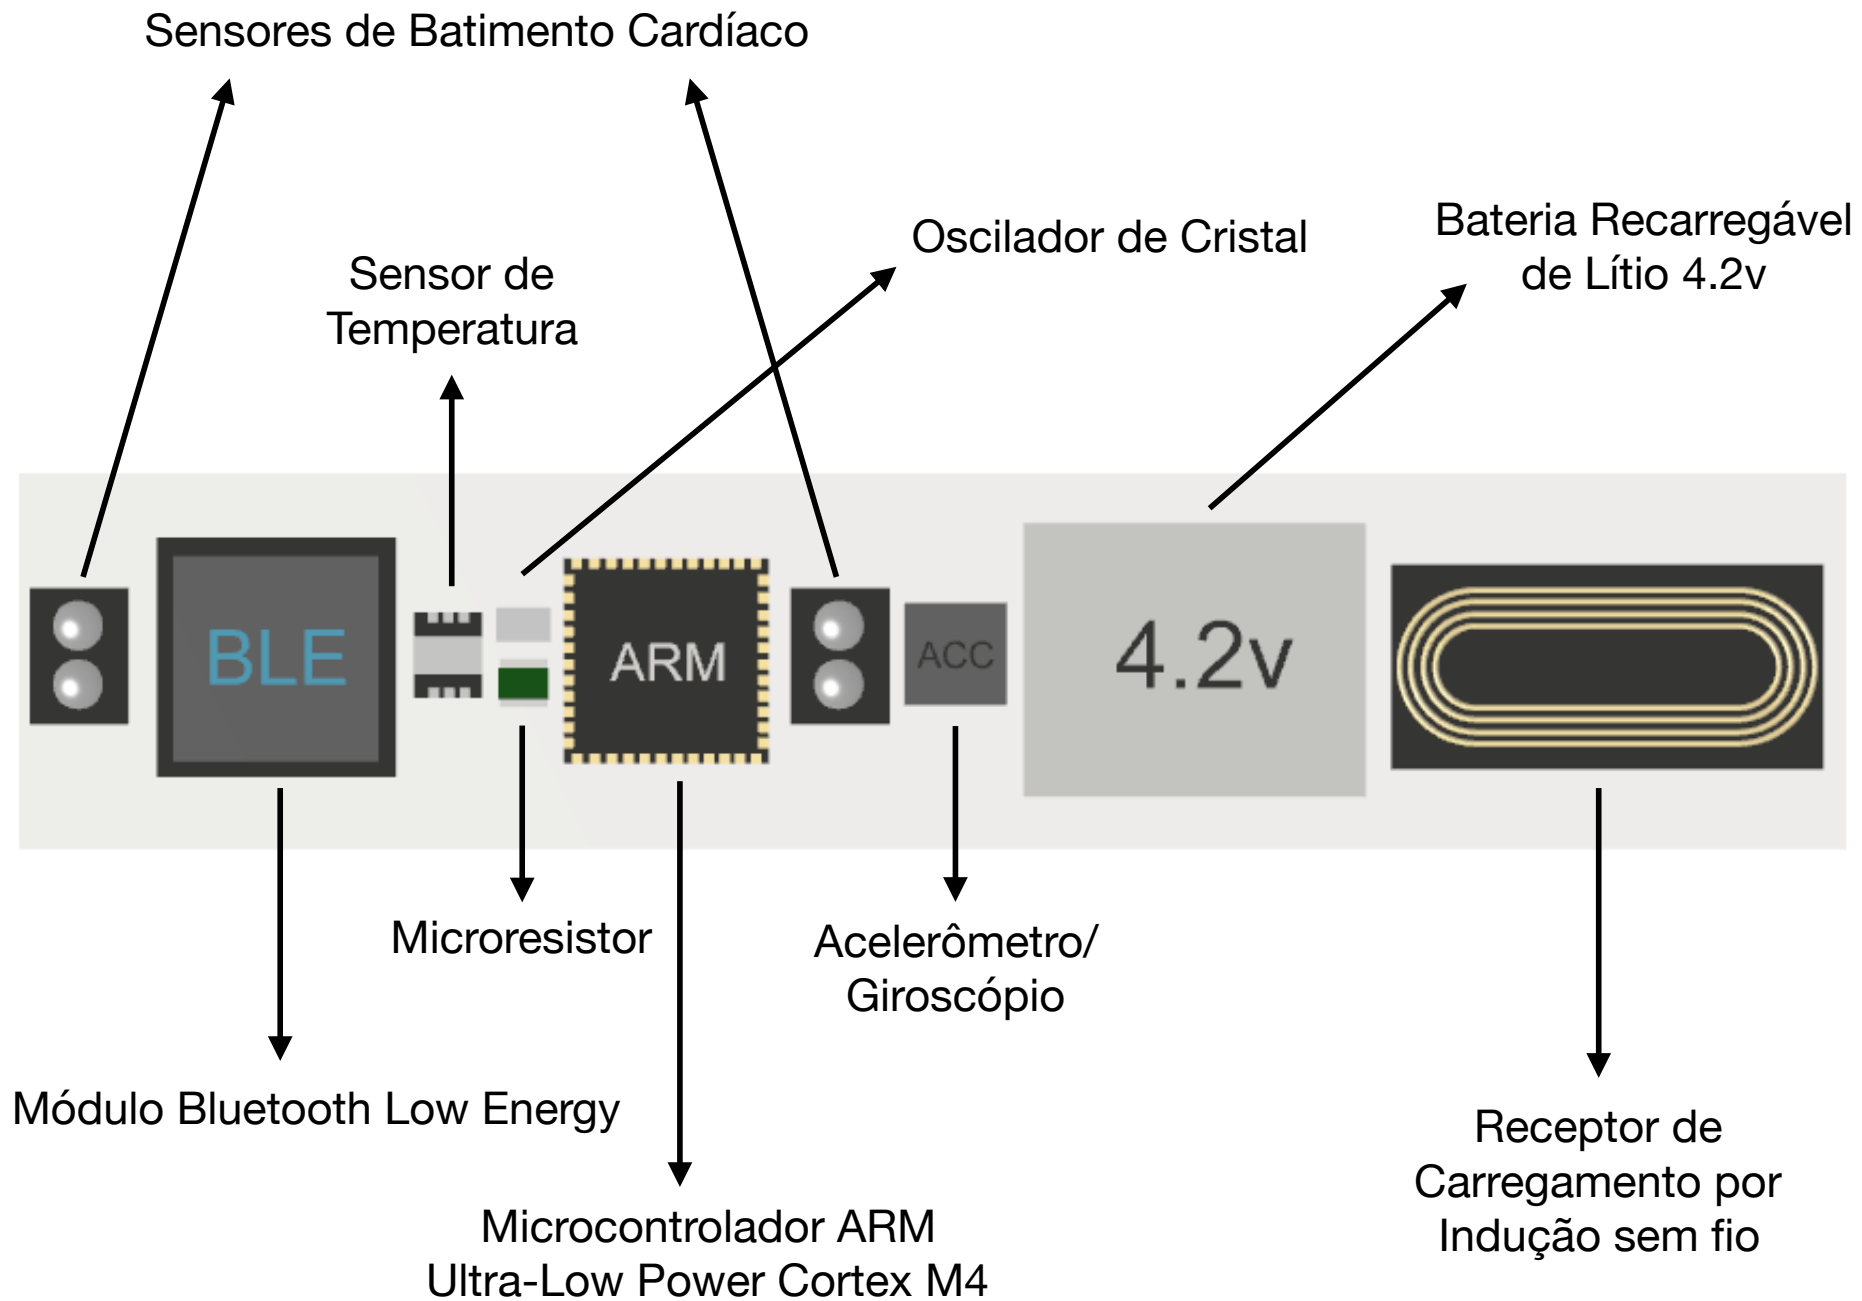 Sensores de Batimento Cardíaco
Oscilador de Cristal
Bateria Recarregável
de Lítio 4.2v
Sensor de
Temperatura
BLE
ARM
ACC
4.2v
Microresistor
Acelerômetro/
Giroscópio
Módulo Bluetooth Low Energy
Receptor de
Carregamento por
Indução sem fio
Microcontrolador ARM
Ultra-Low Power Cortex M4